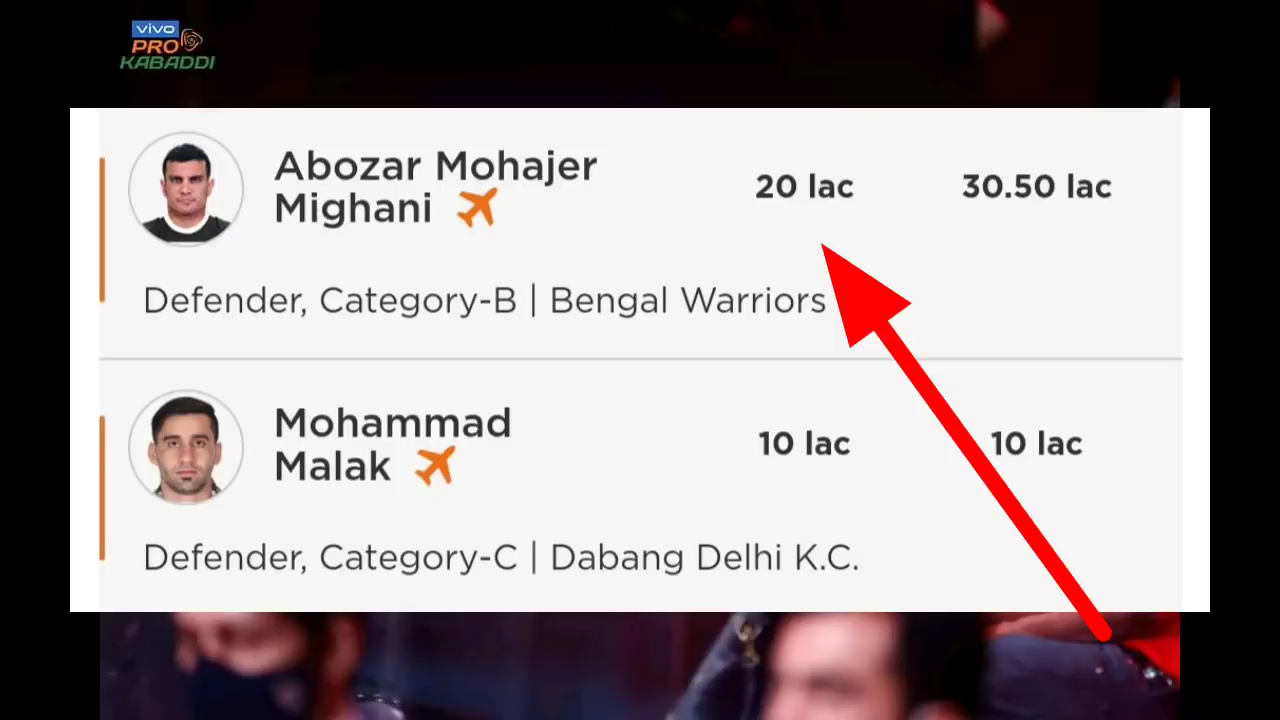 vivo
PRO
KABADDI
Abozar Mohajer
Mighani
20 lac
30.50 lac
Defender, Category-B | Bengal Warriors
Mohammad
Malak
10 lac
10 lac
Defender, Category-C | Dabang Delhi K.C.